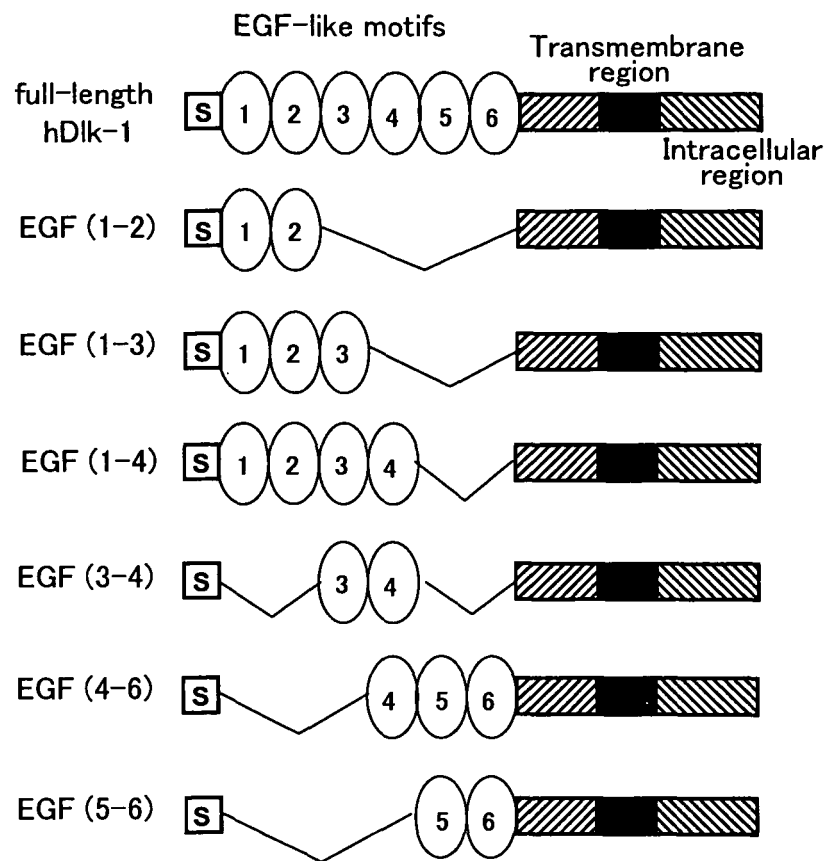 EGF-like motifs
Transmembrane
region
full-length
hDlk-1
S 1 2 3 4 5 6
Intracellular
region
EGF (1-2)
S 1 2
EGF (1-3)
S 1 2 3
EGF (1-4)
S 1 2 3 4
EGF (3-4)
S 3 4
EGF (4-6)
S 4 5 6
EGF (5-6)
S 5 6